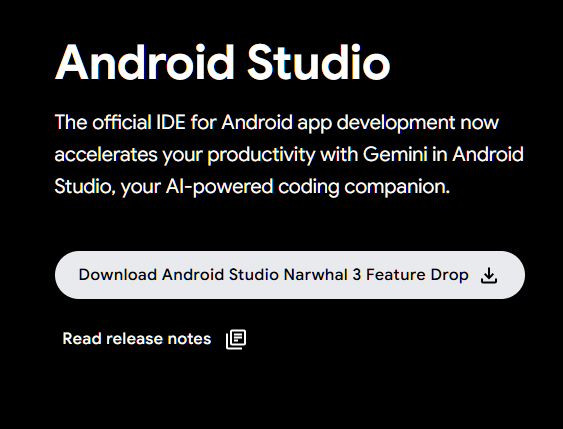 Android Studio
The official IDE for Android app development now
accelerates your productivity with Gemini in Android
Studio, your AI-powered coding companion.
Download Android Studio Narwhal 3 Feature Drop
Read release notes